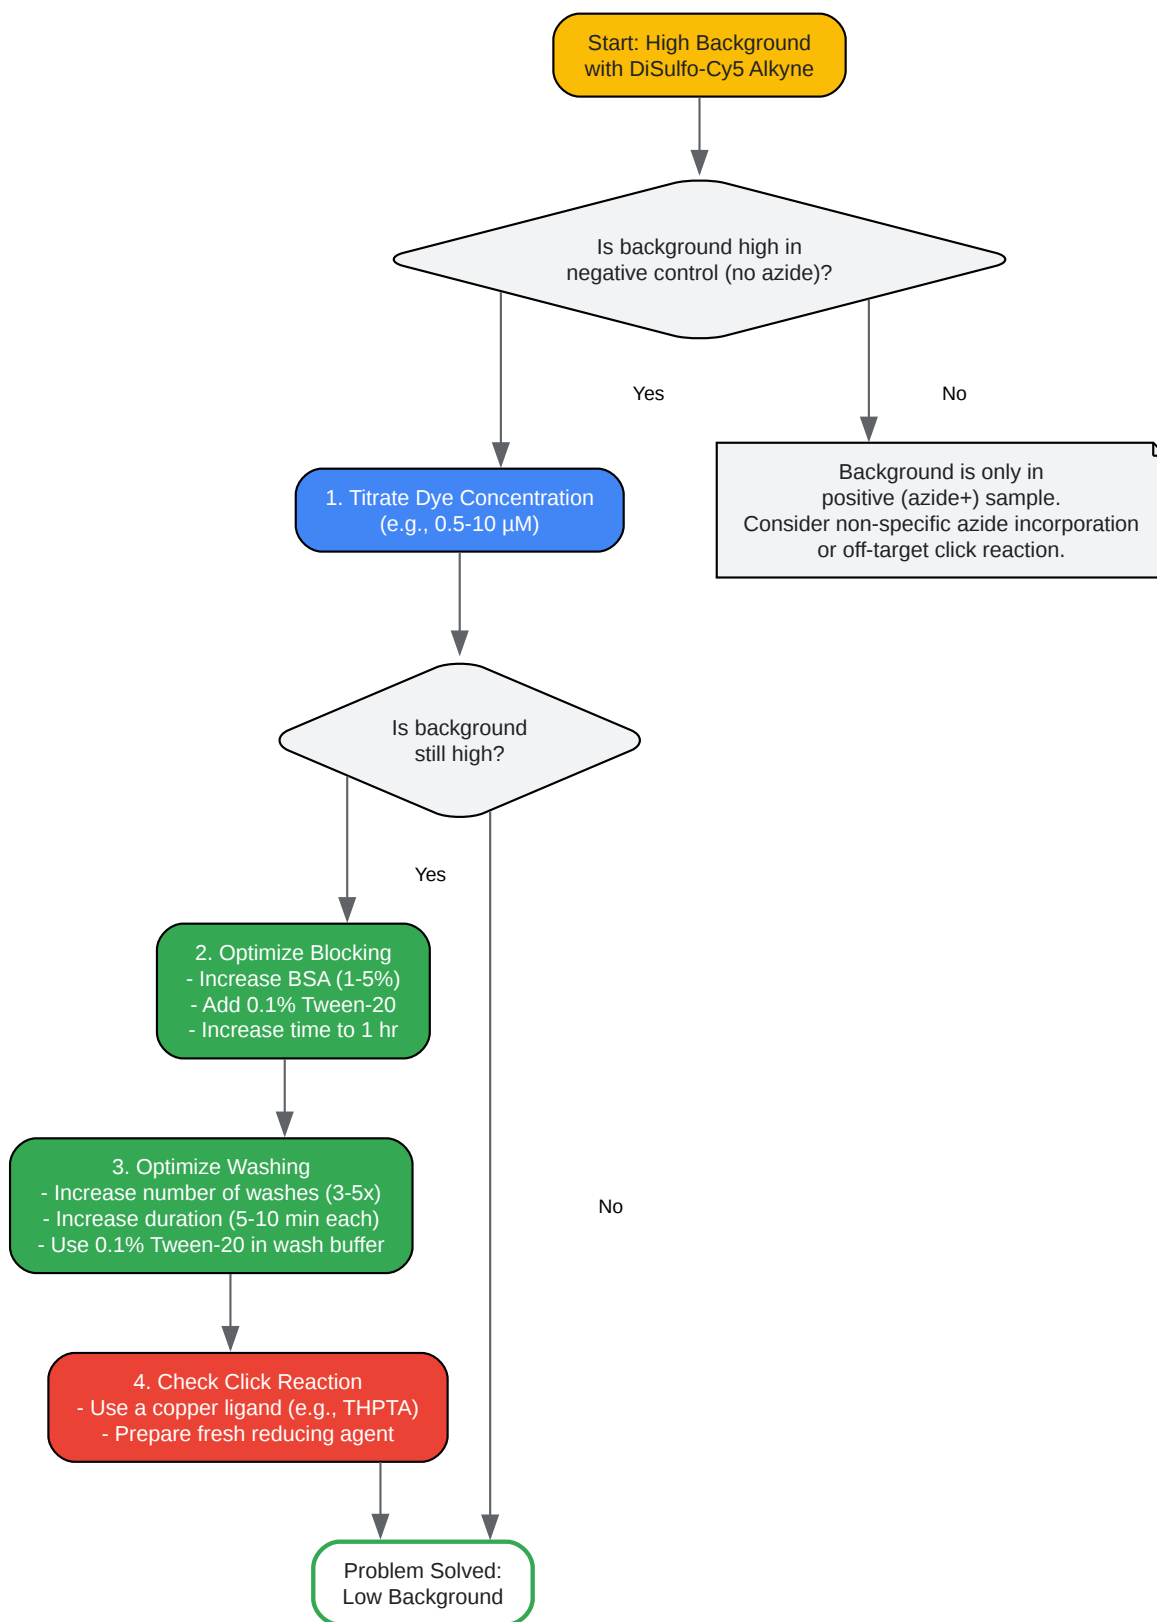 Start: High Background
with DiSulfo-Cy5 Alkyne
Is background high in
negative control (no azide)?
Yes
No
1. Titrate Dye Concentration
(e.g., 0.5-10 µM)
Background is only in
positive (azide+) sample.
Consider non-specific azide incorporation
or off-target click reaction.
Is background
still high?
Yes
2. Optimize Blocking
- Increase BSA (1-5%)
- Add 0.1% Tween-20
- Increase time to 1 hr
3. Optimize Washing
- Increase number of washes (3-5x)
- Increase duration (5-10 min each)
- Use 0.1% Tween-20 in wash buffer
No
4. Check Click Reaction
- Use a copper ligand (e.g., THPTA)
- Prepare fresh reducing agent
Problem Solved:
Low Background